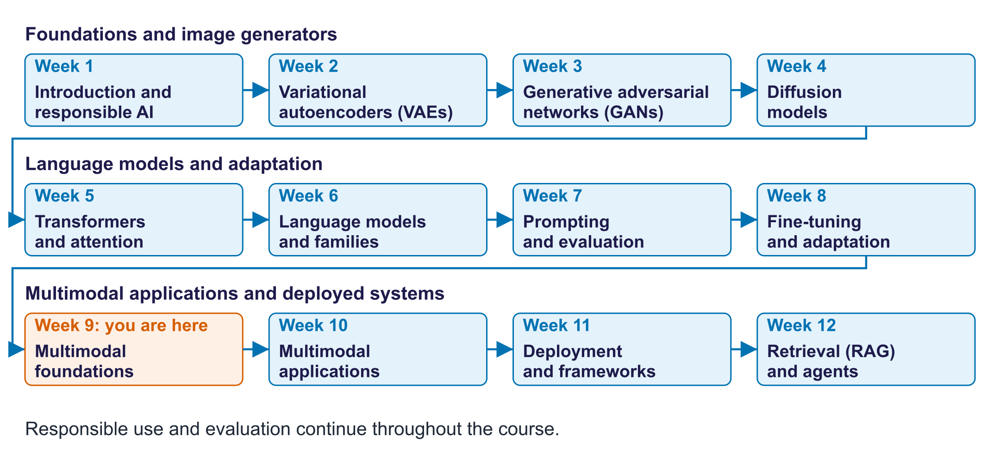 Foundations and image generators
Week 1
Introduction and
responsible AI
Week 2
Variational
autoencoders (VAEs)
Week 3
Generative adversarial
networks (GANs)
Week 4
Diffusion
models
Language models and adaptation
Week 5
Transformers
and attention
Week 6
Language models
and families
Week 7
Prompting
and evaluation
Week 8
Fine-tuning
and adaptation
Multimodal applications and deployed systems
Week 9: you are here
Multimodal
foundations
Week 10
Multimodal
applications
Week 11
Deployment
and frameworks
Week 12
Retrieval (RAG)
and agents
Responsible use and evaluation continue throughout the course.